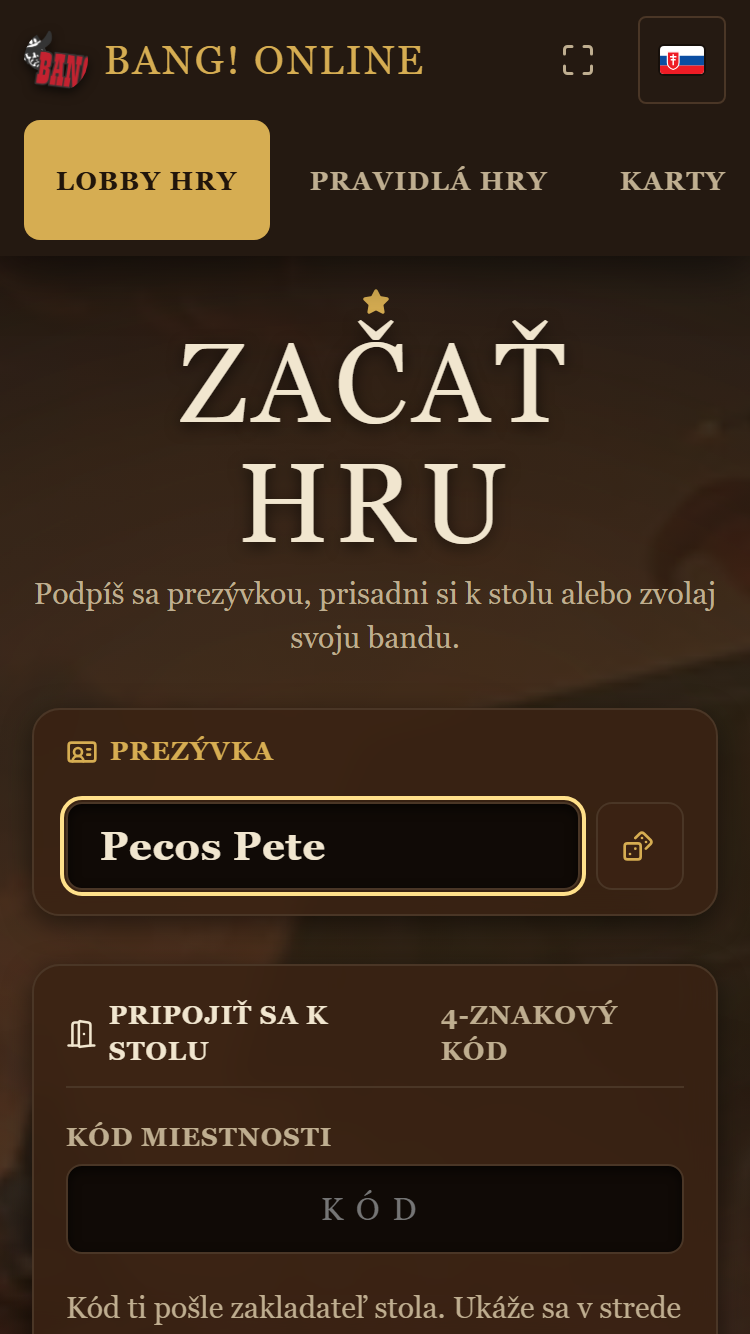 BANG! BANG! ONLINE
LOBBY HRY PRAVIDLÁ HRY KARTY
ZAČAŤ
HRU
Podpíš sa prezývkou, prisadni si k stolu alebo zvolaj
svoju bandu.
PREZÝVKA
Pecos Pete
PRIPOJIŤ SA K
STOLU
4-ZNAKOVÝ
KÓD
KÓD MIESTNOSTI
KÓD
Kód ti pošle zakladateľ stola. Ukáže sa v strede